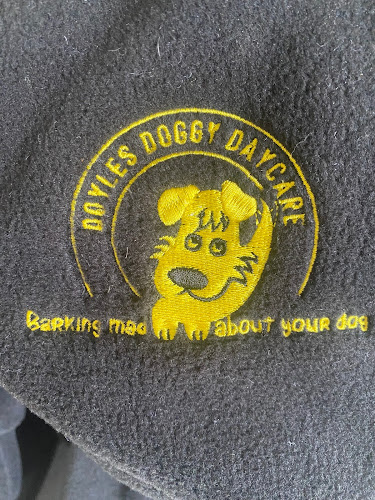 DOYLES DOGGY DAYCARE
Barking mad about your dog